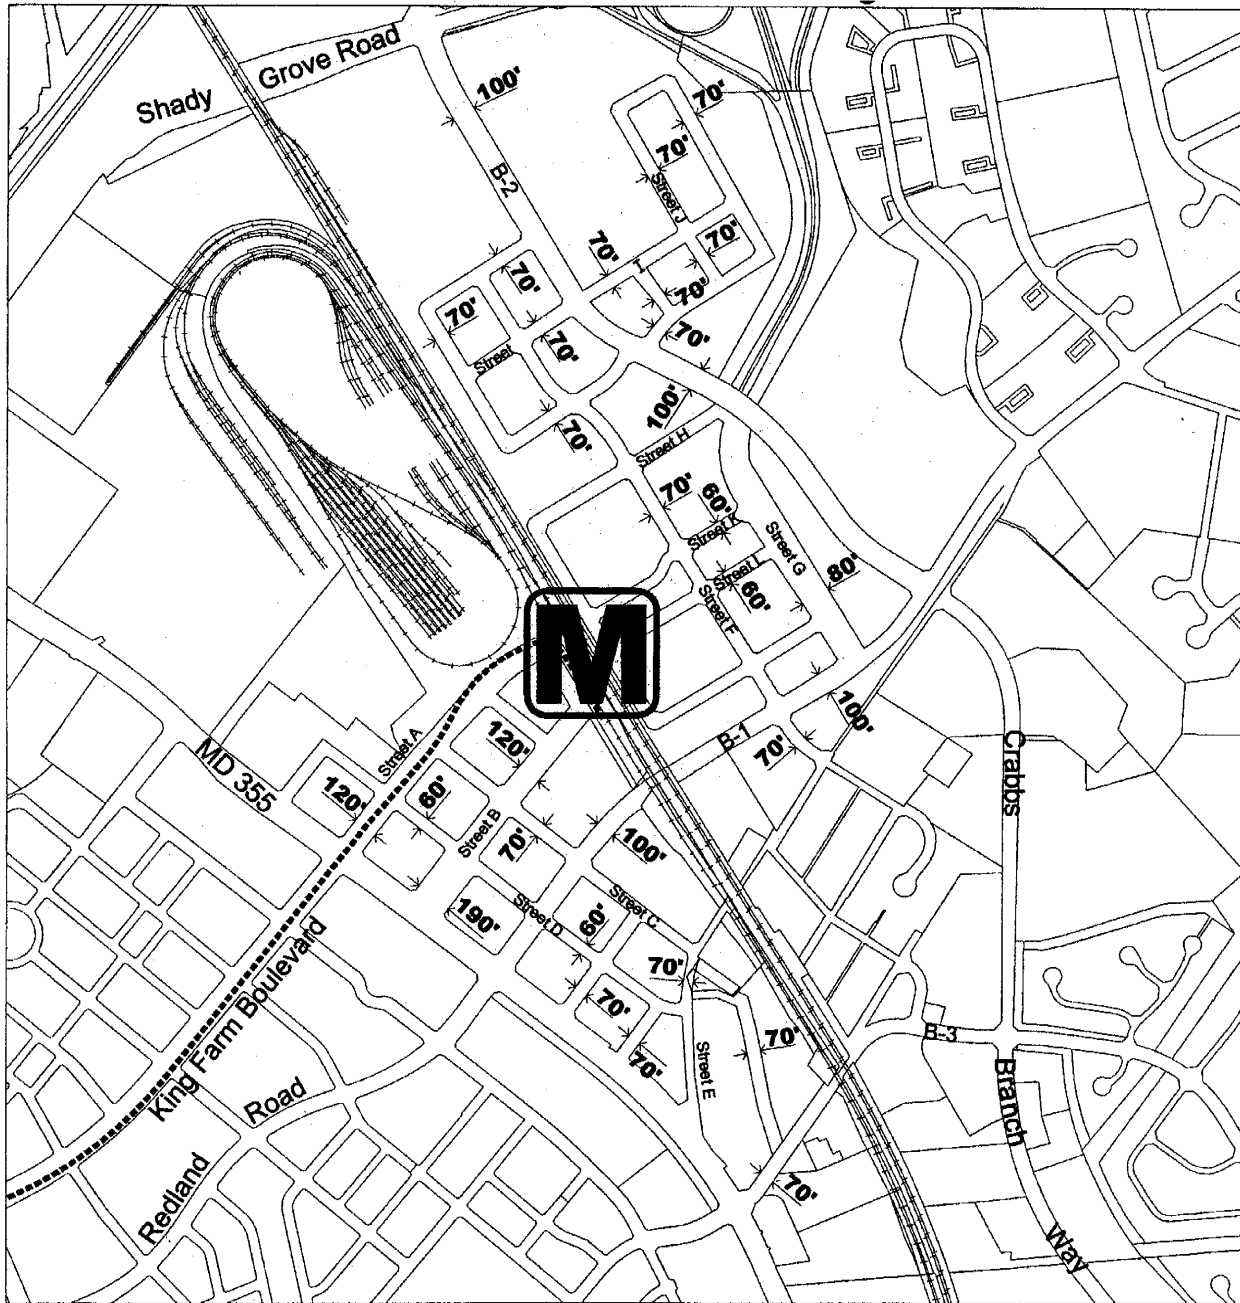 Shady Grove Road
100'
70'
B-2
70'
Street J
70'
70'
70'
I
70'
70'
70'
70'
Street
70'
100'
70'
Street H
70'
60'
Street K
Street G
Street L
80'
60'
Street F
M
100'
B-1
70'
MD 355
Street A
120'
120'
60'
Street B
70'
100'
Crabbs
Street C
190'
Street D
60'
70'
King Farm Boulevard
70'
70'
B-3
70'
Street E
Redland Road
Branch
70'
Way